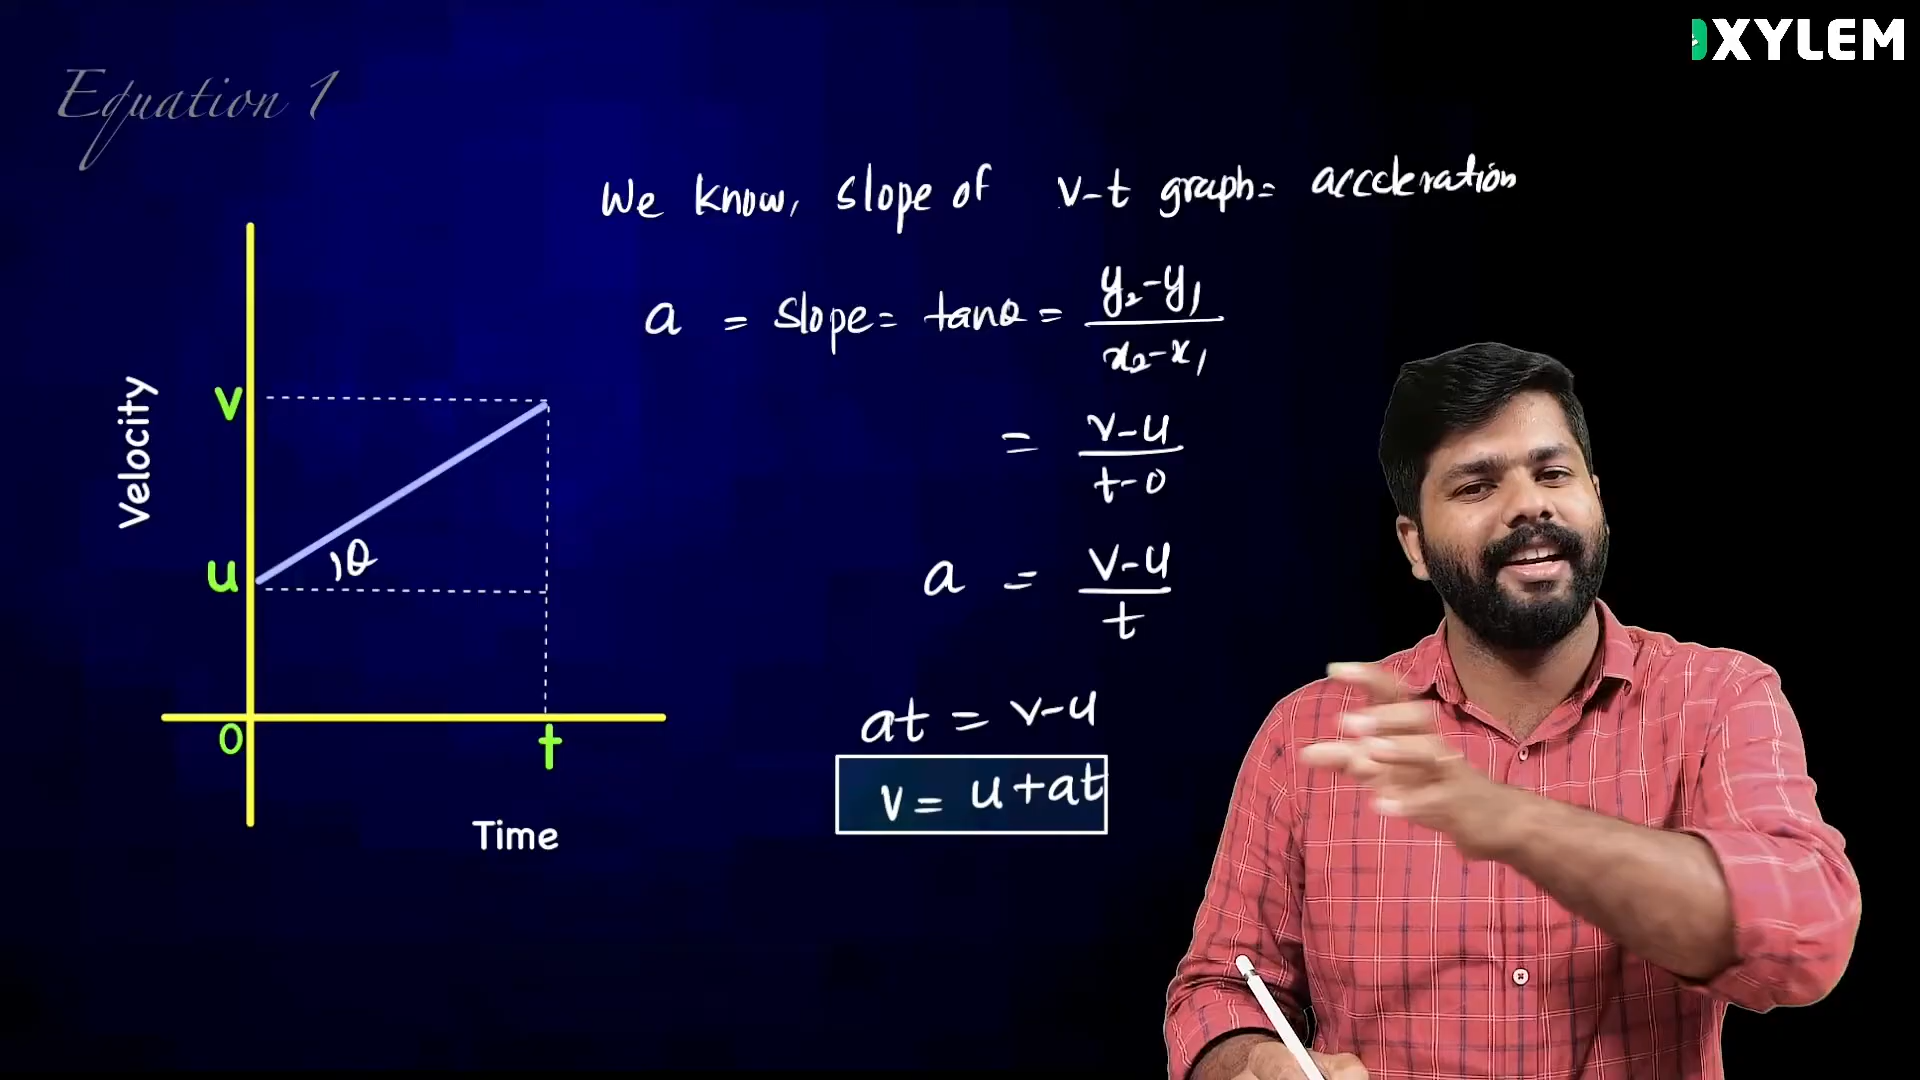 XYLEM
Equation 1
We know, slope of v-t graph= acceleration
a = slope= tanθ = y₂-y₁ / x₂-x₁
= v-u / t-0
a = v-u / t
at = v-u
v= u+at
Velocity
v
u
θ
0
t
Time